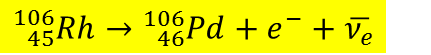 ¹⁰⁶₄₅Rh → ¹⁰⁶₄₆Pd + e⁻ + ν̅ₑ